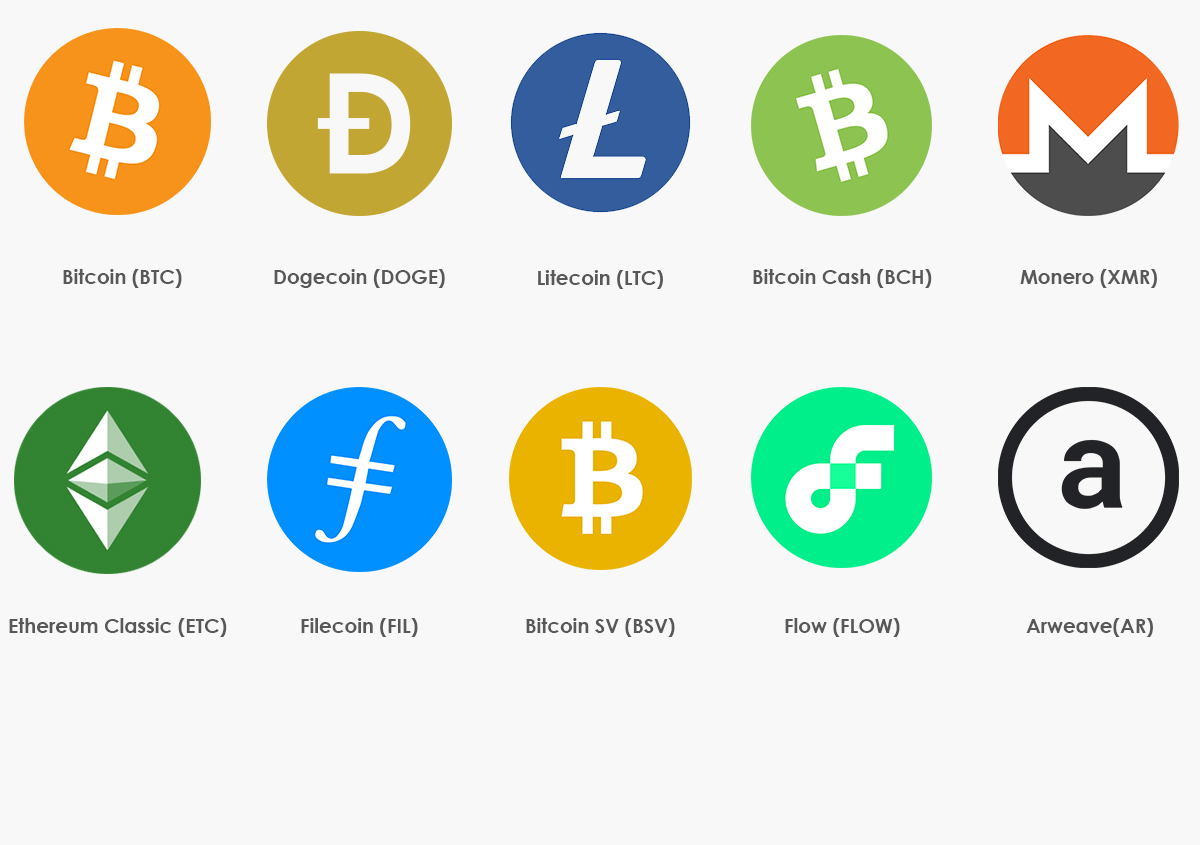 Bitcoin (BTC)
Dogecoin (DOGE)
Litecoin (LTC)
Bitcoin Cash (BCH)
Monero (XMR)
a
Ethereum Classic (ETC)
Filecoin (FIL)
Bitcoin SV (BSV)
Flow (FLOW)
Arweave(AR)